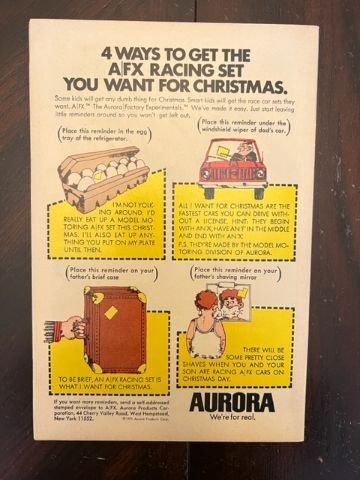 4 WAYS TO GET THE
A/FX RACING SET
YOU WANT FOR CHRISTMAS.
Some kids will get any dumb thing for Christmas. Smart kids will get the race car sets they
want. A/FX.™ The Aurora Factory Experimentals.™ We've made it easy. Just start leaving
little reminders around so you won't get left out.
Place this reminder in the egg
tray of the refrigerator.
I'M NOT YOLK-
ING AROUND. I'D
REALLY EAT UP A MODEL MO-
TORING A/FX SET THIS CHRIST-
MAS. I'LL ALSO EAT UP ANY-
THING YOU PUT ON MY PLATE
UNTIL THEN.
Place this reminder under the
windshield wiper of dad's car.
ALL I WANT FOR CHRISTMAS ARE THE
FASTEST CARS YOU CAN DRIVE WITH-
OUT A LICENSE. HINT: THEY BEGIN
WITH AN 'A', HAVE AN 'F' IN THE MIDDLE
AND END WITH AN 'X'.
P.S. THEY'RE MADE BY THE MODEL MO-
TORING DIVISION OF AURORA.
Place this reminder on your
father's brief case
TO BE BRIEF, AN A/FX RACING SET IS
WHAT I WANT FOR CHRISTMAS.
Place this reminder on your
father's shaving mirror
THERE WILL BE
SOME PRETTY CLOSE
SHAVES WHEN YOU AND YOUR
SON ARE RACING A/FX CARS ON
CHRISTMAS DAY.
If you want more reminders, send a self-addressed
stamped envelope to A/FX, Aurora Products Cor-
poration, 44 Cherry Valley Road, West Hempstead,
New York 11552.
AURORA
We're for real.